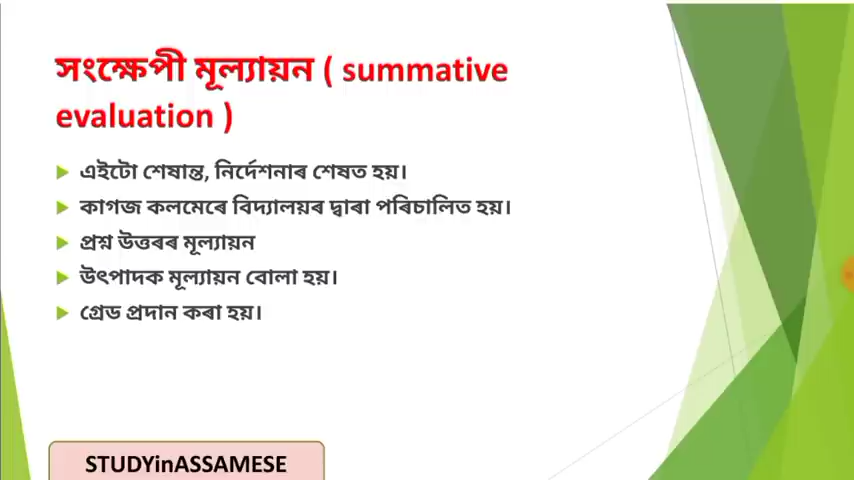 সংক্ষেপী মূল্যায়ন ( summative
evaluation )
এইটো শেষান্ত, নিৰ্দেশনাৰ শেষত হয়।
কাগজ কলমেৰে বিদ্যালয়ৰ দ্বাৰা পৰিচালিত হয়।
প্ৰশ্ন উত্তৰৰ মূল্যায়ন
উৎপাদক মূল্যায়ন বোলা হয়।
গ্ৰেড প্ৰদান কৰা হয়।
STUDYinASSAMESE